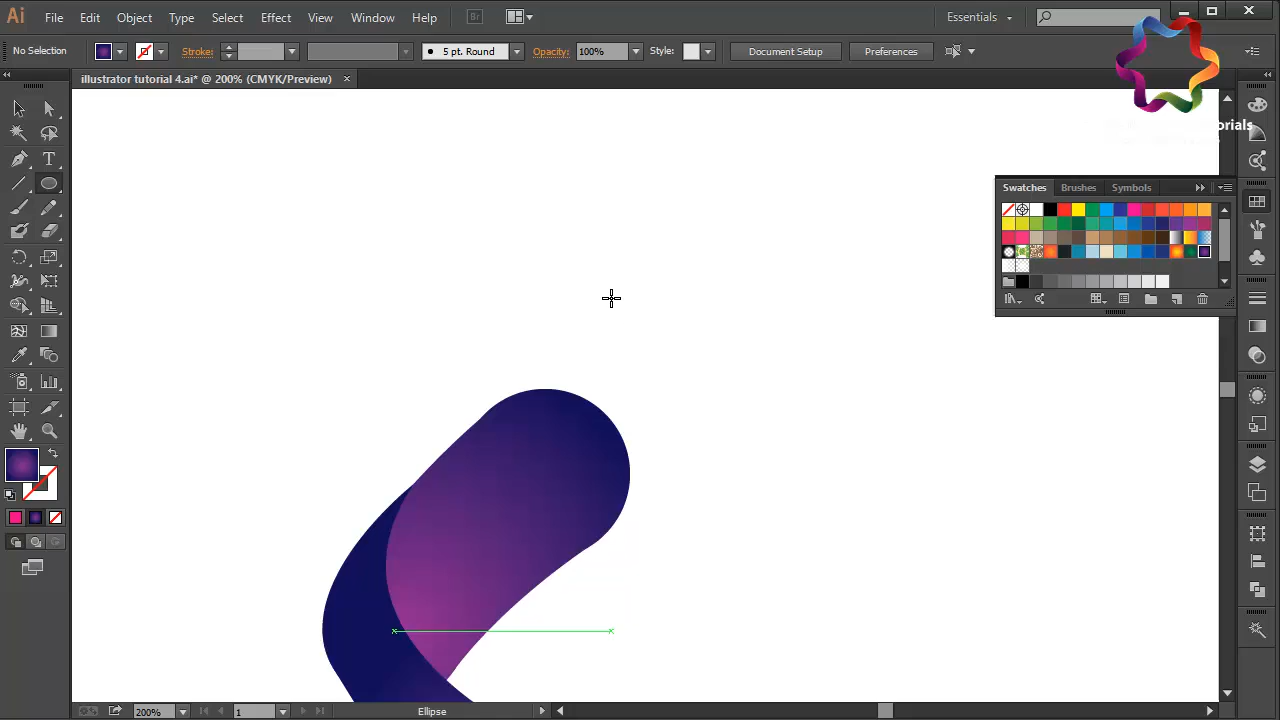 Ai File Edit Object Type Select Effect View Window Help Br Essentials
No Selection Stroke: 5 pt. Round Opacity: 100% Style: Document Setup Preferences
illustrator tutorial 4.ai* @ 200% (CMYK/Preview)
orials
Swatches Brushes Symbols
T
200% 1 Ellipse